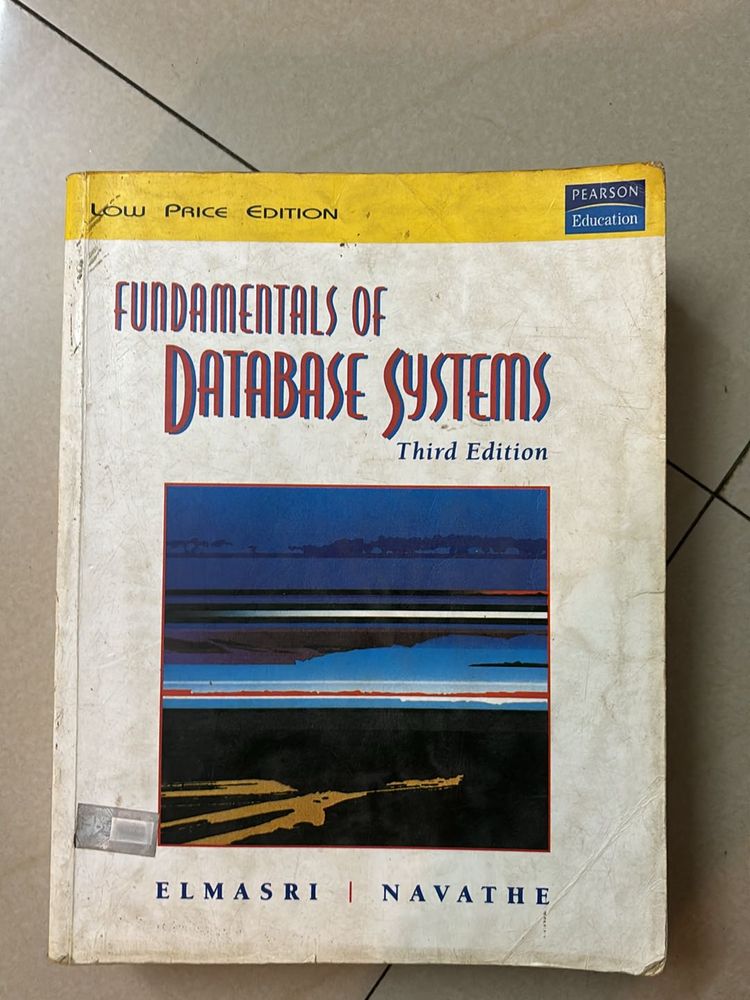 LOW PRICE EDITION
PEARSON
Education
FUNDAMENTALS OF
DATABASE SYSTEMS
Third Edition
ELMASRI | NAVATHE